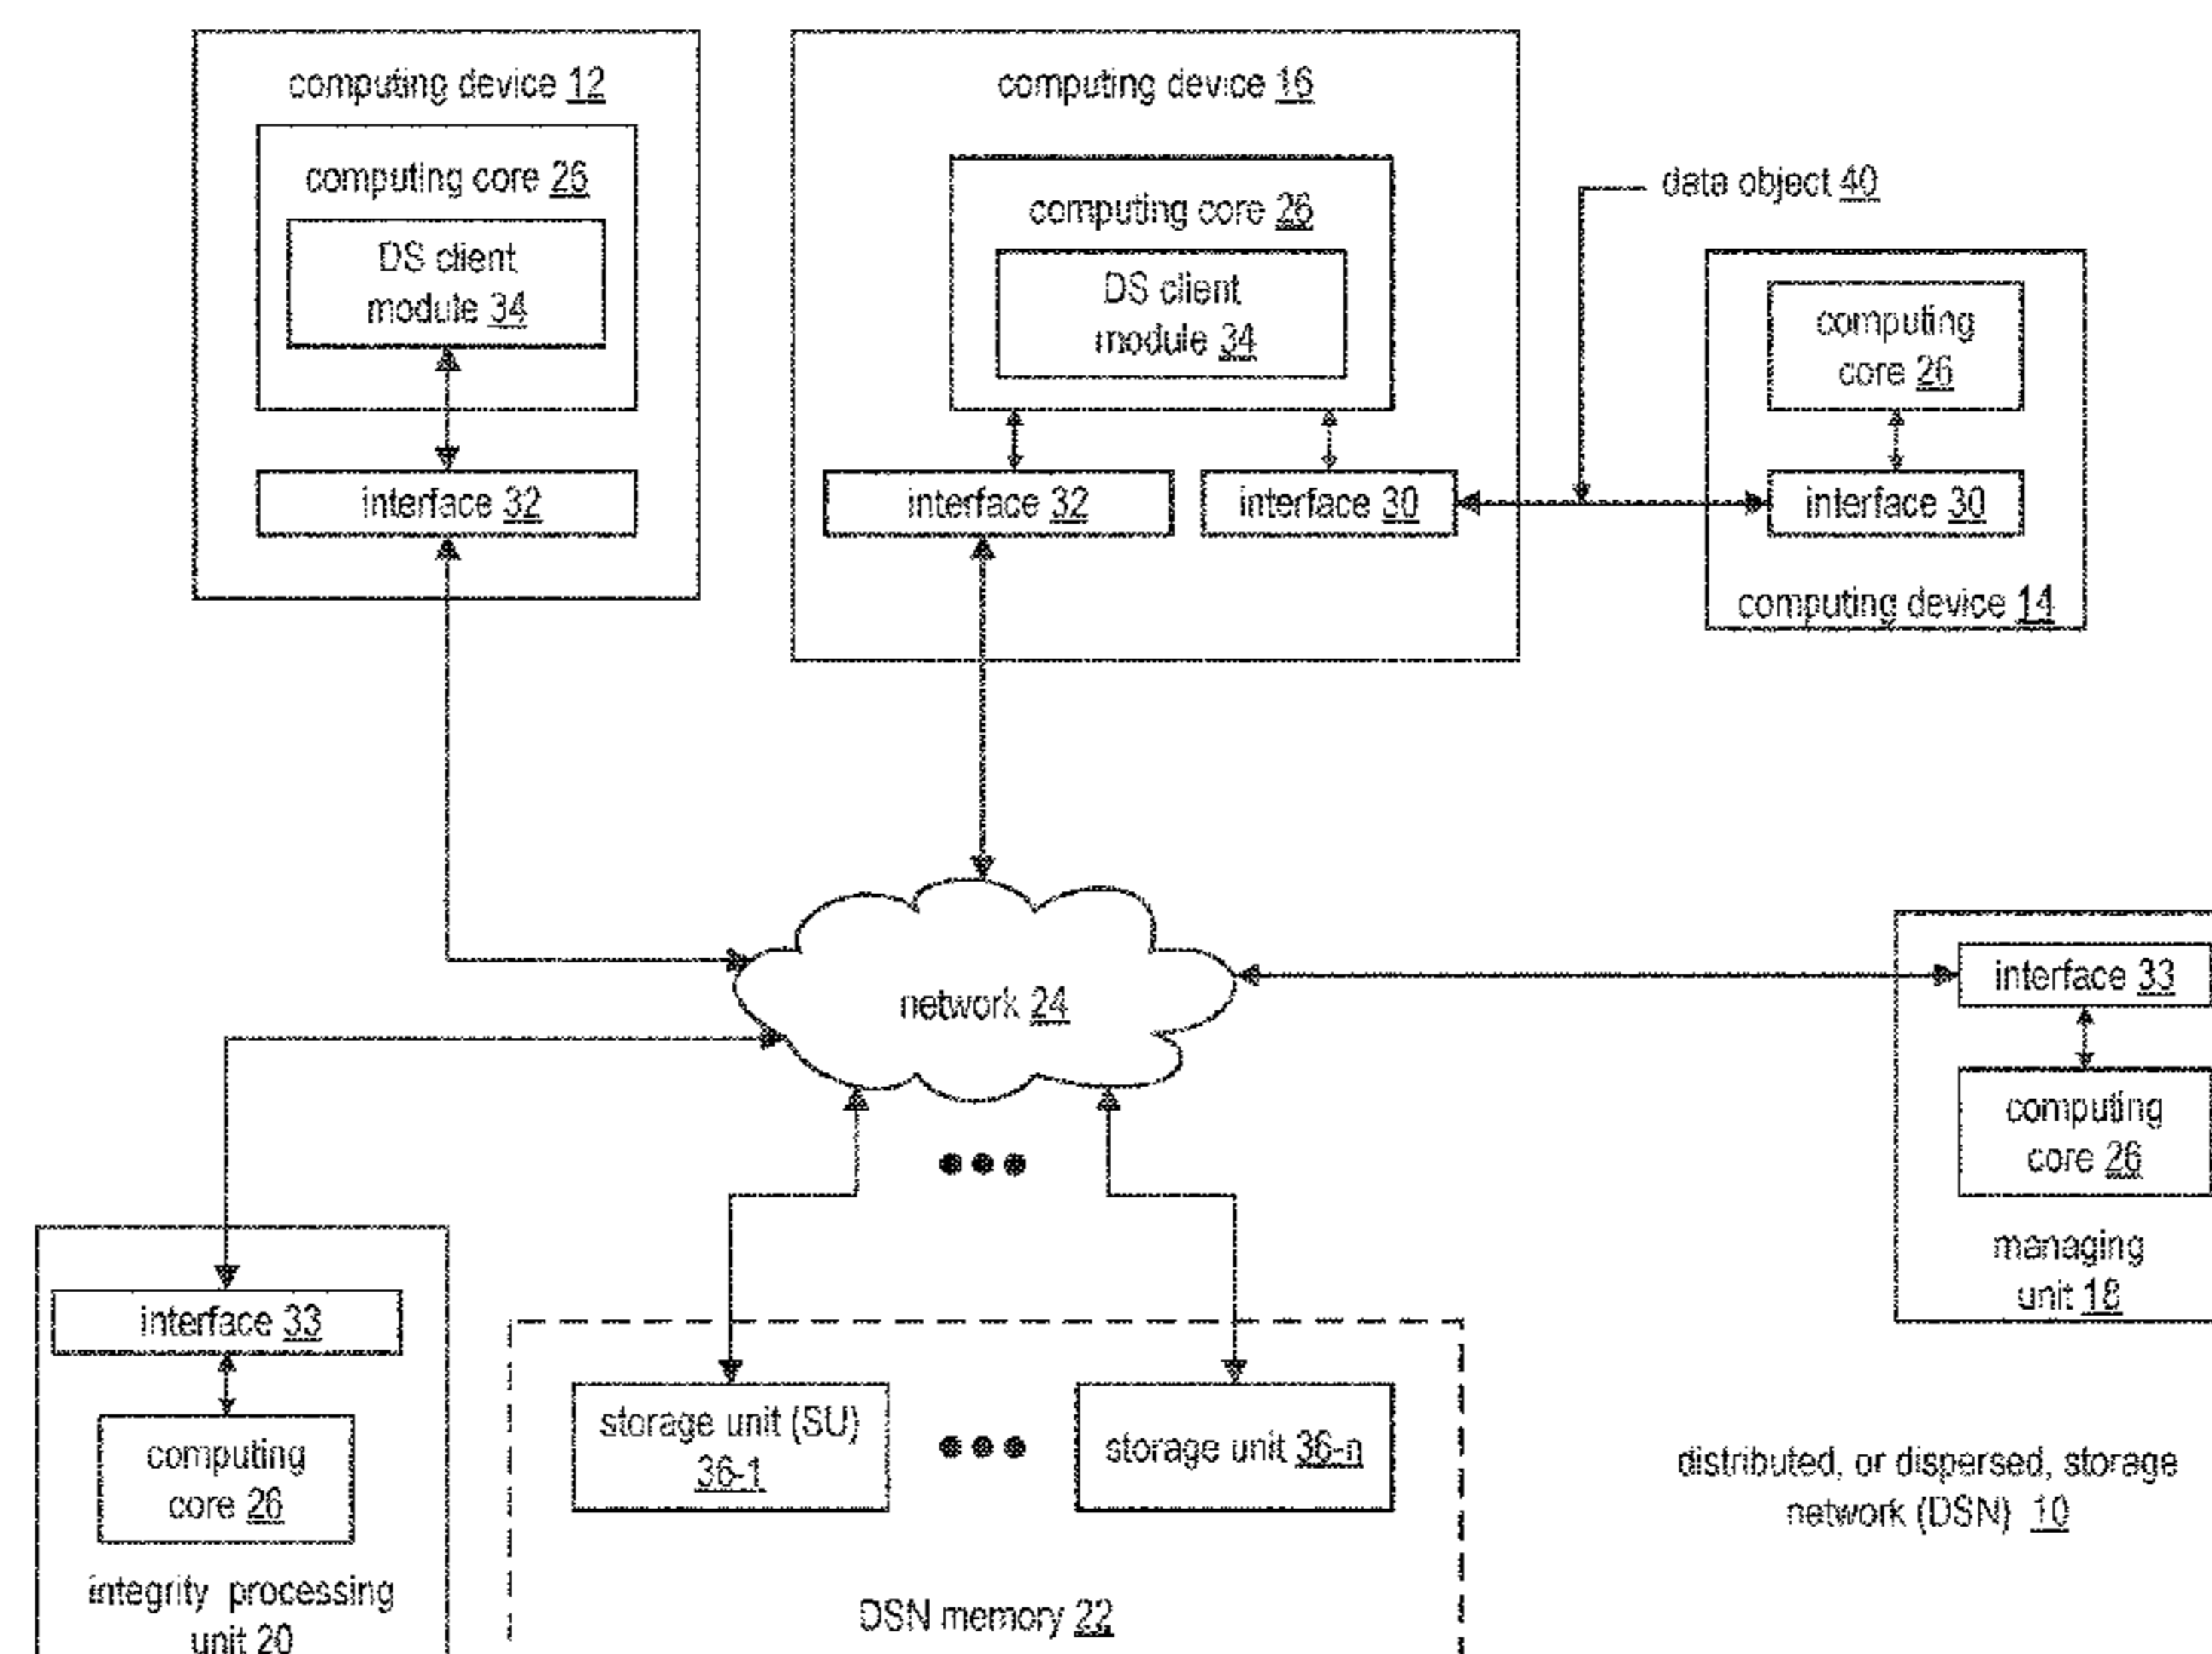 computing device 12
computing core 26
DS client
module 34
interface 32
computing device 16
computing core 26
DS client
module 34
interface 32
interface 30
data object 40
computing
core 26
interface 30
computing device 14
network 24
interface 33
computing
core 26
managing
unit 18
interface 33
computing
core 26
integrity processing
unit 20
storage unit (SU)
36-1
storage unit 36-n
DSN memory 22
distributed, or dispersed, storage
network (DSN) 10